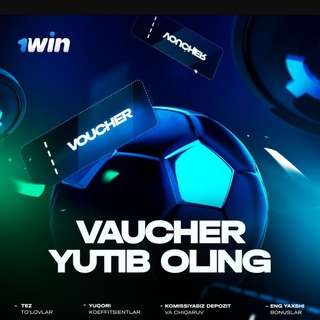 1win
VOUCHER
VOUCHER
VAUCHER
YUTIB OLING
– TEZ
TO'LOVLAR
– YUQORI
KOEFFITSIENTLAR
– KOMISSIYASIZ DEPOZIT
VA CHIQARUV
– ENG YAXSHI
BONUSLAR